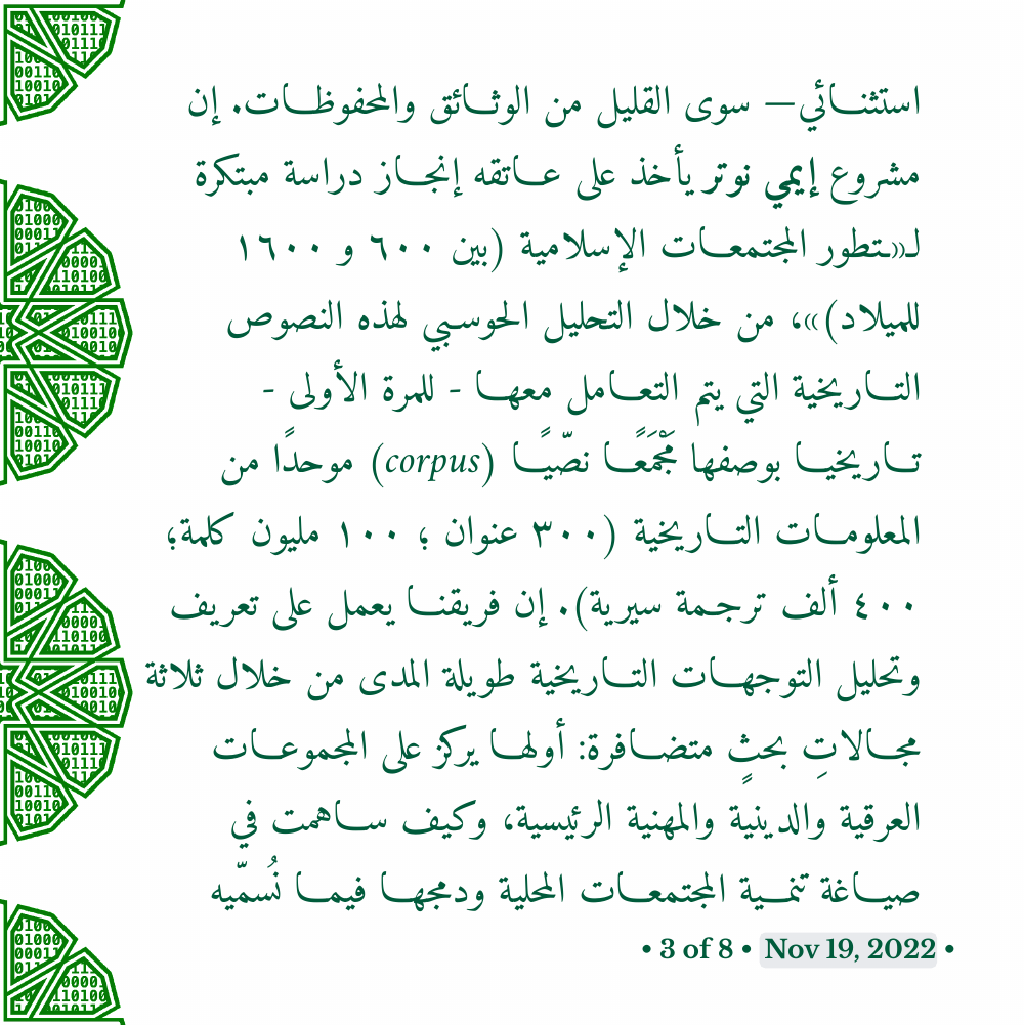 استثنائي— سوى القليل من الوثائق والمحفوظات. إن
مشروع إيمي نوتر يأخذ على عاتقه إنجاز دراسة مبتكرة
لـ«ـتطور المجتمعات الإسلامية (بين ٦٠٠ و ١٦٠٠
للميلاد)»، من خلال التحليل الحوسبي لهذه النصوص
التاريخية التي يتم التعامل معها - للمرة الأولى -
تاريخيا بوصفها مَجْمَعًا نصّيًا (corpus) موحدًا من
المعلومات التاريخية (٣٠٠ عنوان ؛ ١٠٠ مليون كلمة؛
٤٠٠ ألف ترجمة سيرية). إن فريقنا يعمل على تعريف
وتحليل التوجهات التاريخية طويلة المدى من خلال ثلاثة
مجالاتِ بحثٍ متضافرة: أولها يركز على المجموعات
العرقية والدينية والمهنية الرئيسية، وكيف ساهمت في
صياغة تنمية المجتمعات المحلية ودمجها فيما نُسمّيه
• 3 of 8 • Nov 19, 2022 •